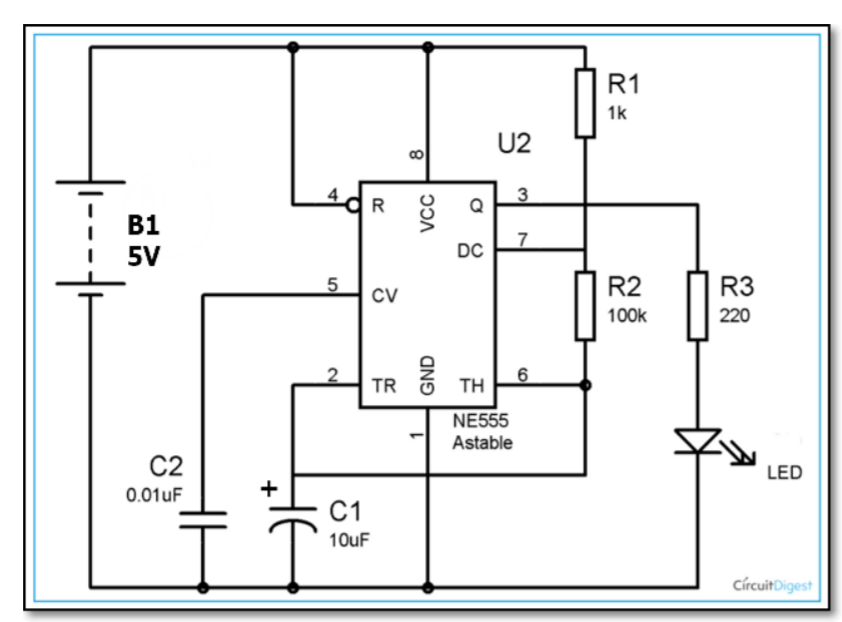 R1
1k
U2
8
4
R
VCC
Q
3
B1
5V
DC
7
5
CV
R2
100k
R3
220
2
TR
GND
TH
6
1
NE555
Astable
C2
0.01uF
+
C1
10uF
LED
CircuitDigest